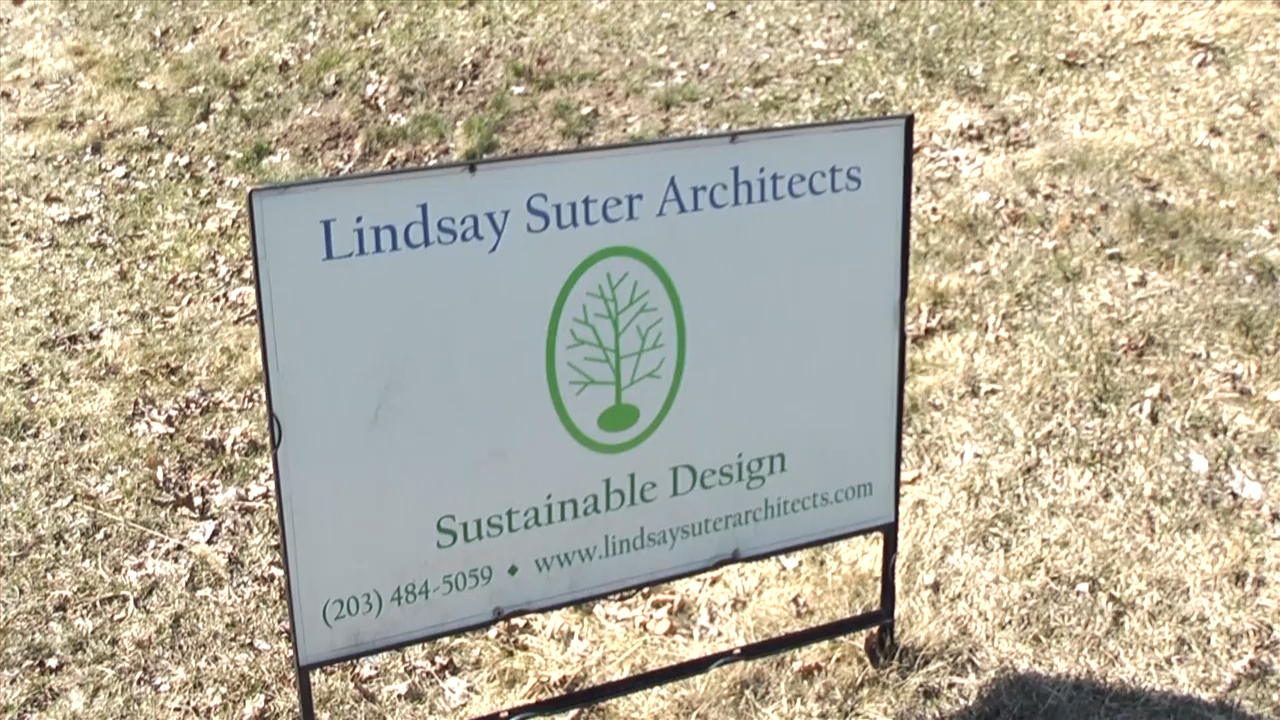 Lindsay Suter Architects
Sustainable Design
(203) 484-5059 ◆ www.lindsaysuterarchitects.com